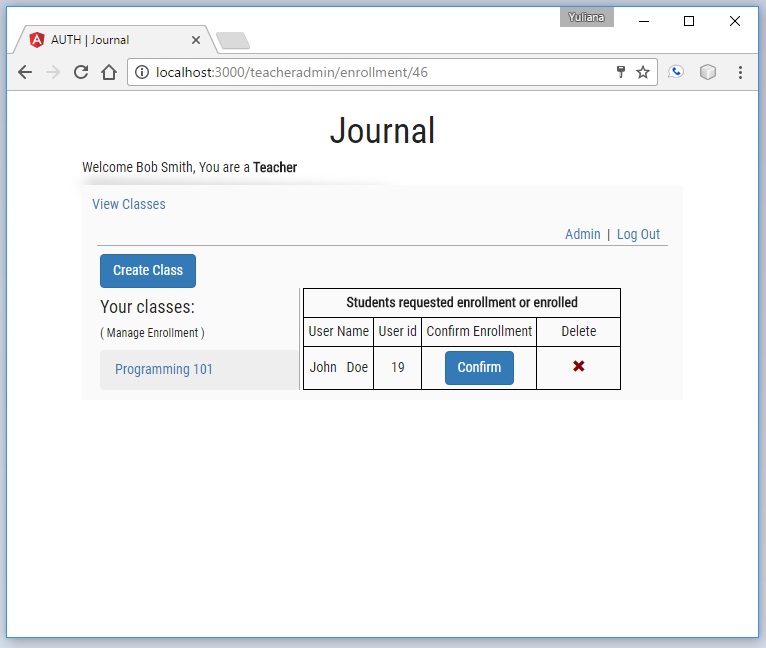 Yuliana
AUTH | Journal
localhost:3000/teacheradmin/enrollment/46
Journal
Welcome Bob Smith, You are a Teacher
View Classes
Admin | Log Out
Create Class
Your classes:
( Manage Enrollment )
Programming 101
Students requested enrollment or enrolled
User Name User id Confirm Enrollment Delete
John Doe 19 Confirm